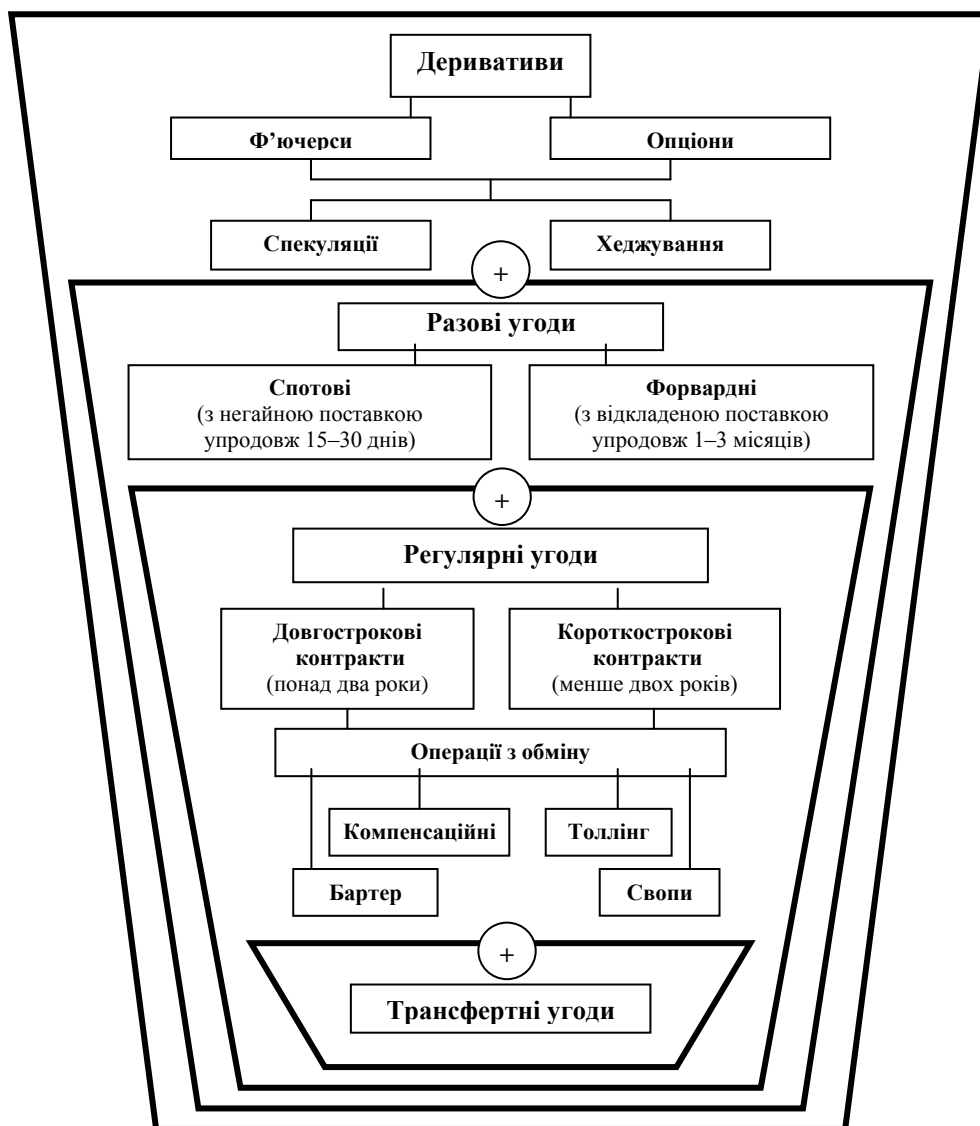 Деривативи
Ф’ючерси
Опціони
Спекуляції
Хеджування
+
Разові угоди
Спотові
(з негайною поставкою
упродовж 15–30 днів)
Форвардні
(з відкладеною поставкою
упродовж 1–3 місяців)
+
Регулярні угоди
Довгострокові
контракти
(понад два роки)
Короткострокові
контракти
(менше двох років)
Операції з обміну
Компенсаційні
Толлінг
Бартер
Свопи
+
Трансфертні угоди